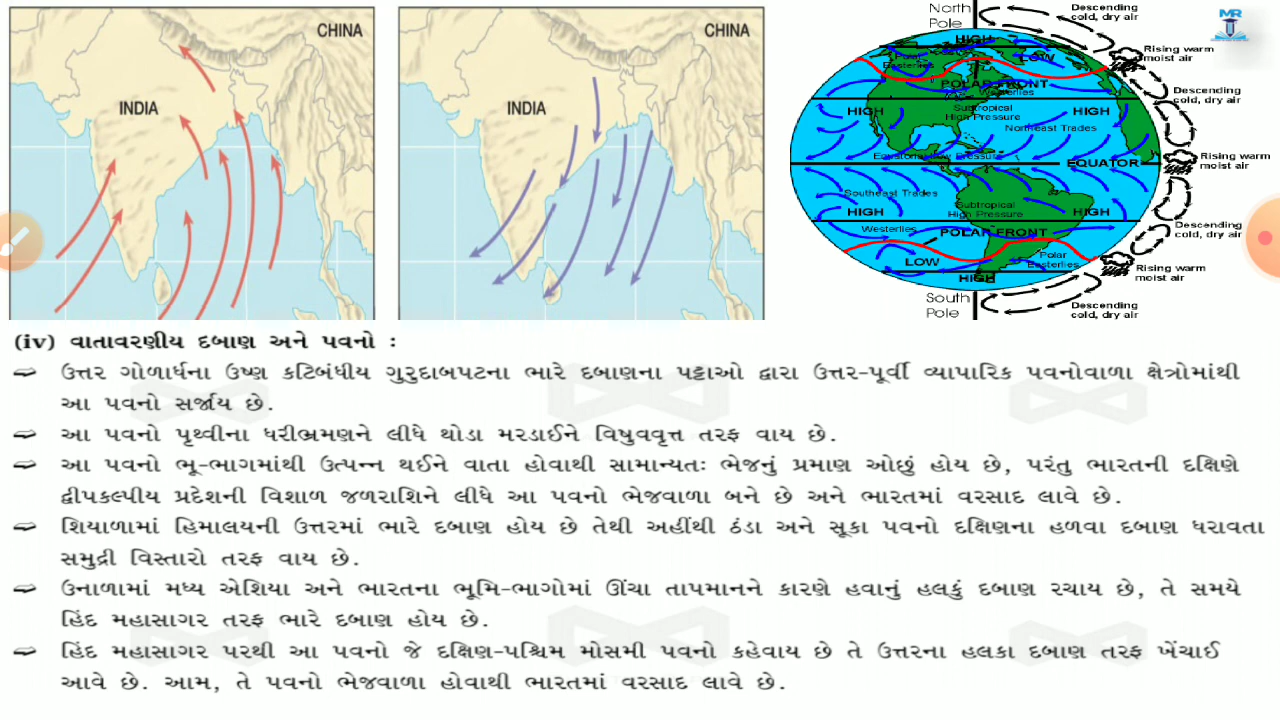 CHINA
INDIA
CHINA
INDIA
North
Pole
Descending
cold, dry air
MR
Rising warm
moist air
HIGH
LOW
Polar
Easterlies
POLAR FRONT
Westerlies
Descending
cold, dry air
HIGH
Subtropical
High Pressure
HIGH
Northeast Trades
Equatorial Low Pressure
EQUATOR
Rising warm
moist air
Southeast Trades
HIGH
Subtropical
High Pressure
HIGH
Westerlies
POLAR FRONT
Descending
cold, dry air
LOW
Polar
Easterlies
Rising warm
moist air
HIGH
South
Pole
Descending
cold, dry air
(iv) વાતાવરણીય દબાણ અને પવનો :
ઉત્તર ગોળાર્ધના ઉષ્ણ કટિબંધીય ગુરુદાબપટના ભારે દબાણના પટ્ટાઓ દ્વારા ઉત્તર-પૂર્વી વ્યાપારિક પવનોવાળા ક્ષેત્રોમાંથી
આ પવનો સર્જાય છે.
આ પવનો પૃથ્વીના ધરીભ્રમણને લીધે થોડા મરડાઈને વિષુવવૃત્ત તરફ વાય છે.
આ પવનો ભૂ-ભાગમાંથી ઉત્પન્ન થઈને વાતા હોવાથી સામાન્યતઃ ભેજનું પ્રમાણ ઓછું હોય છે, પરંતુ ભારતની દક્ષિણે
દ્વીપકલ્પીય પ્રદેશની વિશાળ જળરાશિને લીધે આ પવનો ભેજવાળા બને છે અને ભારતમાં વરસાદ લાવે છે.
શિયાળામાં હિમાલયની ઉત્તરમાં ભારે દબાણ હોય છે તેથી અહીંથી ઠંડા અને સૂકા પવનો દક્ષિણના હળવા દબાણ ધરાવતા
સમુદ્રી વિસ્તારો તરફ વાય છે.
ઉનાળામાં મધ્ય એશિયા અને ભારતના ભૂમિ-ભાગોમાં ઊંચા તાપમાનને કારણે હવાનું હલકું દબાણ રચાય છે, તે સમયે
હિંદ મહાસાગર તરફ ભારે દબાણ હોય છે.
હિંદ મહાસાગર પરથી આ પવનો જે દક્ષિણ-પશ્ચિમ મોસમી પવનો કહેવાય છે તે ઉત્તરના હલકા દબાણ તરફ ખેંચાઈ
આવે છે. આમ, તે પવનો ભેજવાળા હોવાથી ભારતમાં વરસાદ લાવે છે.